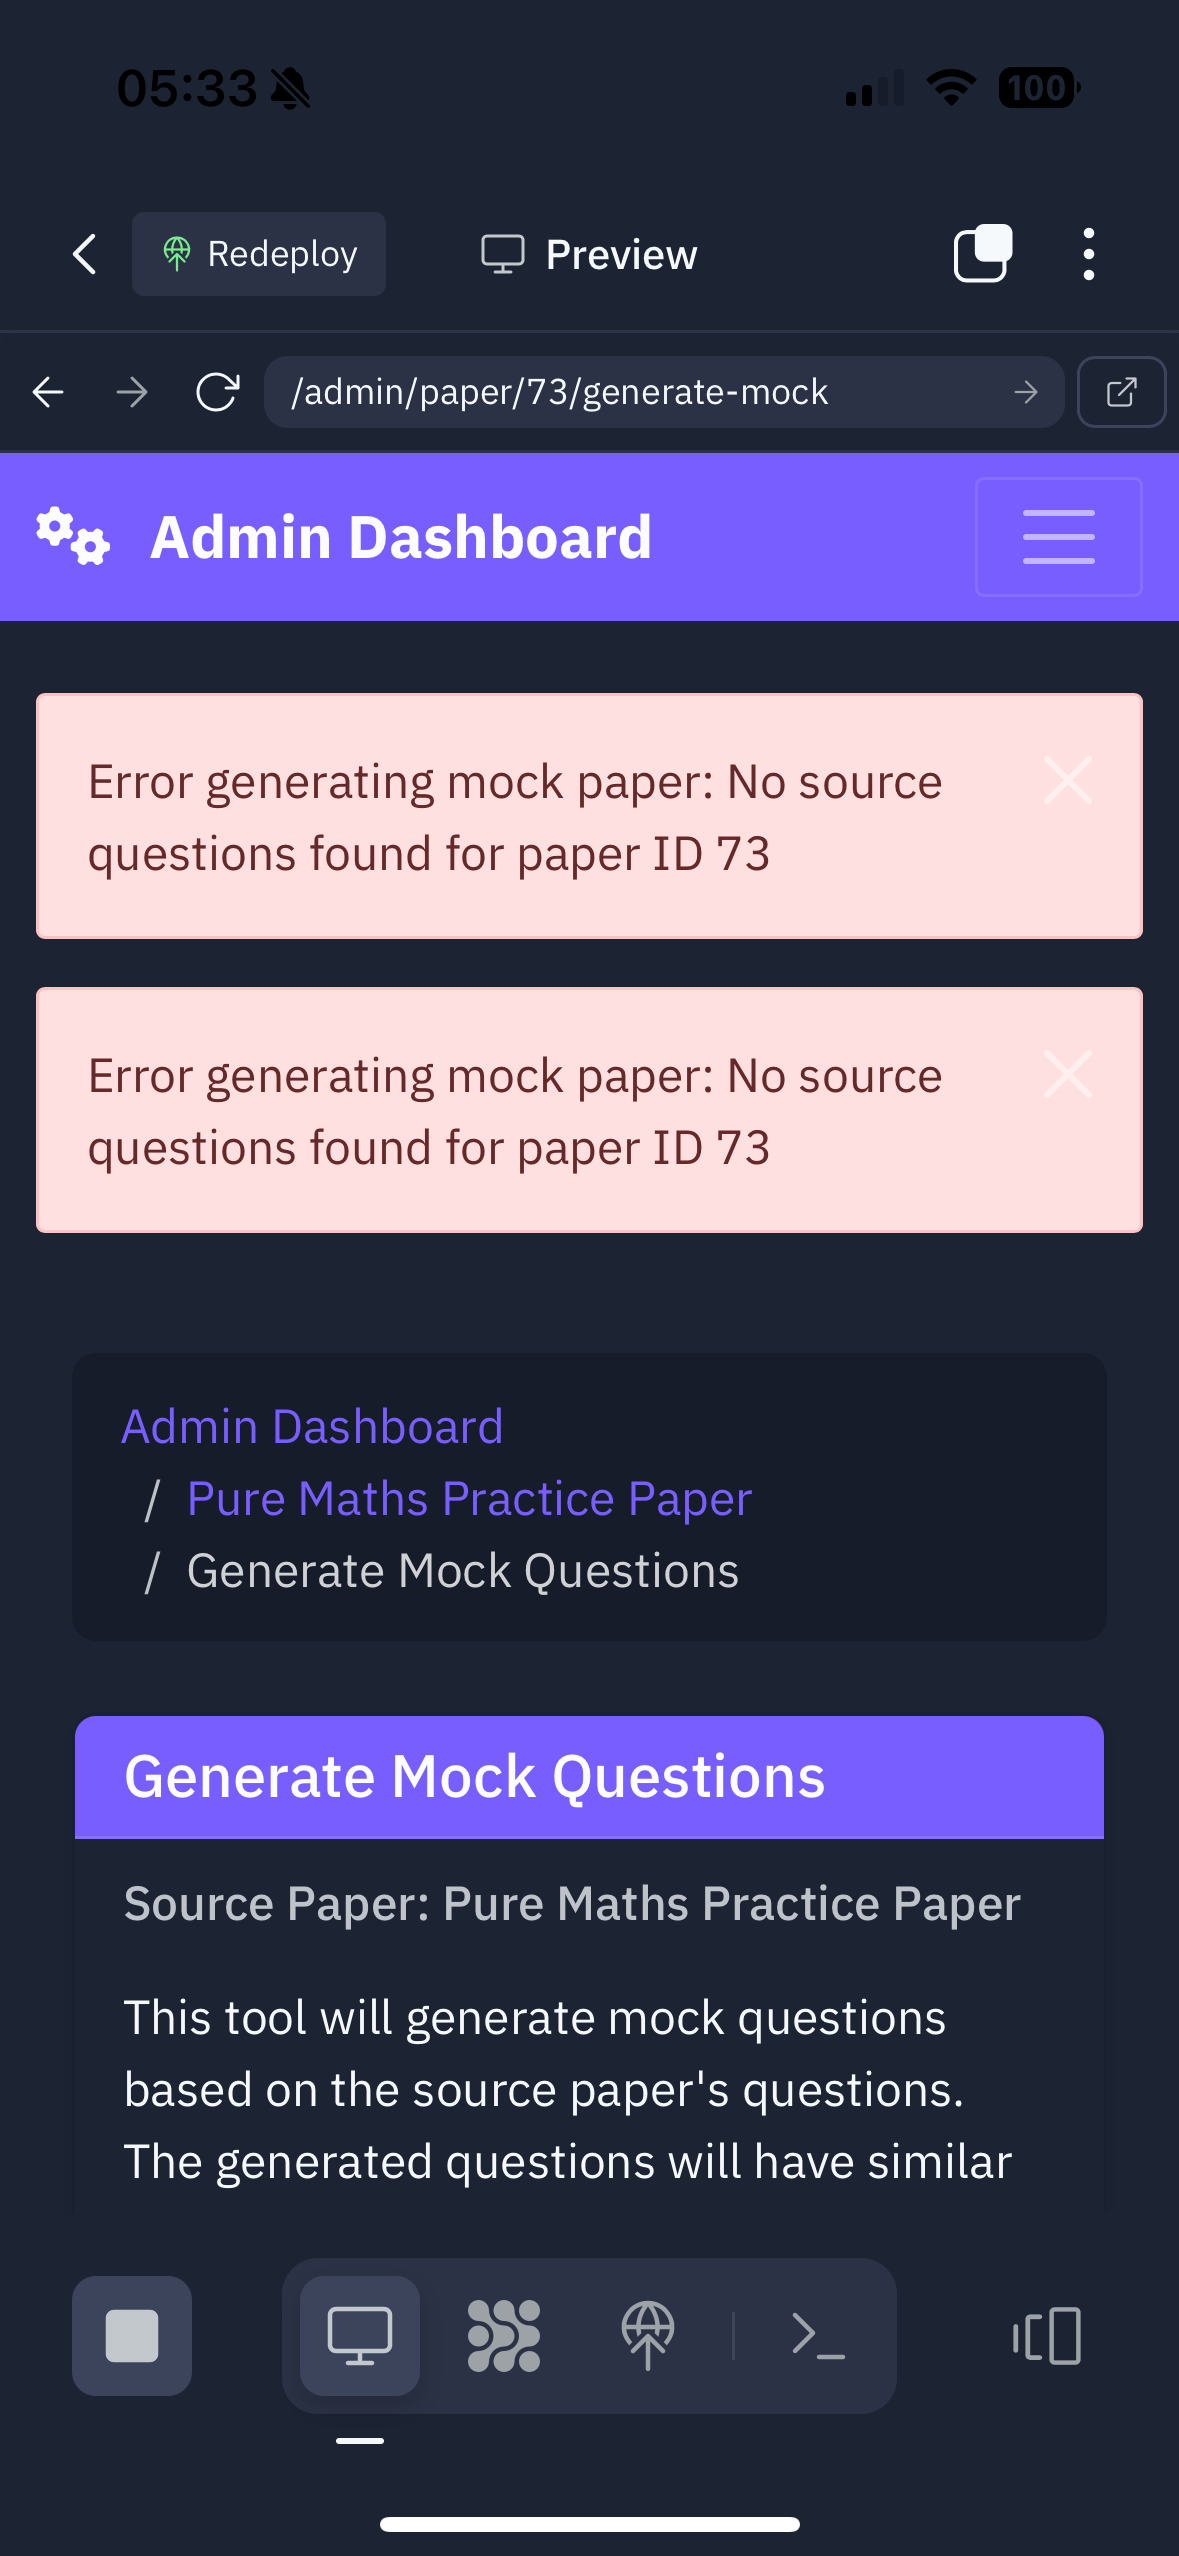 05:33
100
Redeploy
Preview
/admin/paper/73/generate-mock
Admin Dashboard
Error generating mock paper: No source
questions found for paper ID 73
Error generating mock paper: No source
questions found for paper ID 73
Admin Dashboard
/ Pure Maths Practice Paper
/ Generate Mock Questions
Generate Mock Questions
Source Paper: Pure Maths Practice Paper
This tool will generate mock questions
based on the source paper's questions.
The generated questions will have similar